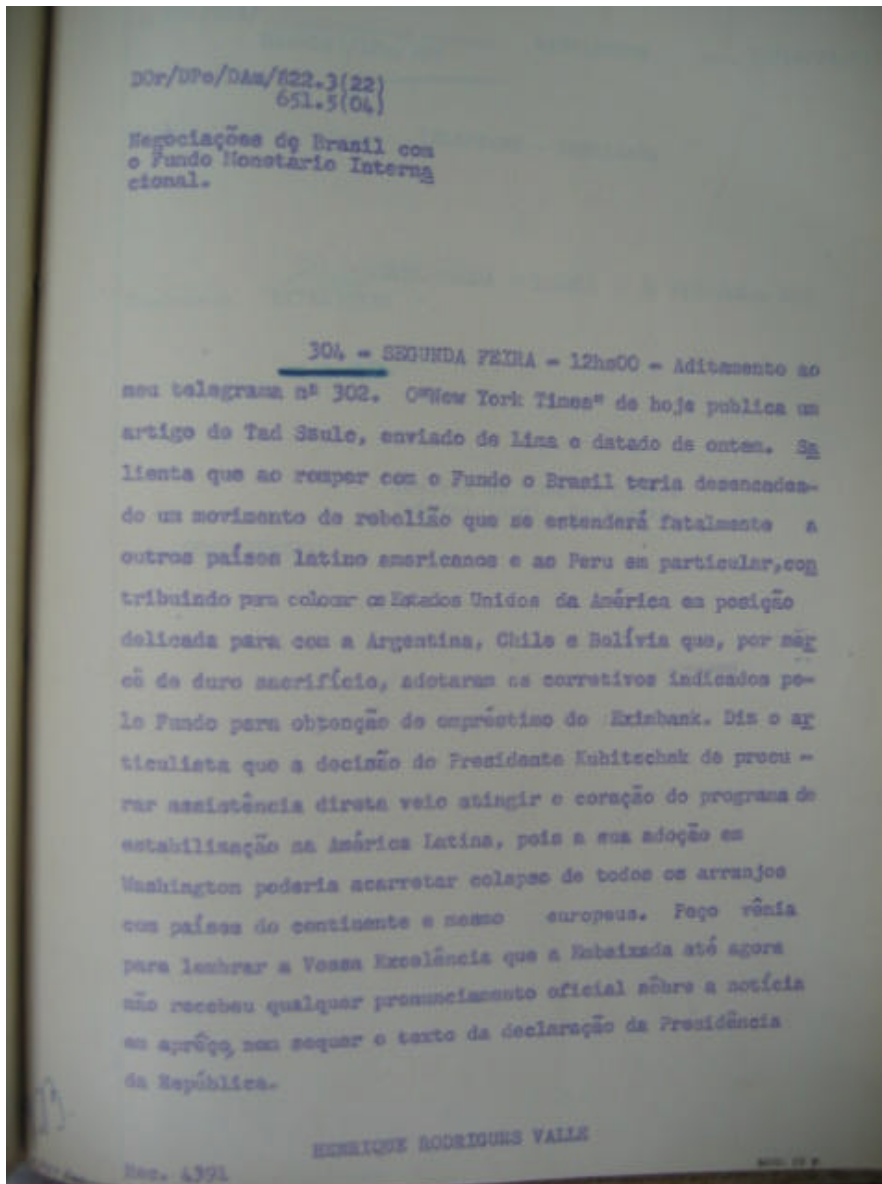 DOr/DPo/DAm/822.3(22)
651.5(04)
Negociações do Brasil com
o Fundo Monetário Interna
cional.
304 - SEGUNDA FEIRA - 12hs00 - Aditamento ao
meu telegrama nº 302. O"New York Times" de hoje publica um
artigo de Tad Szulc, enviado de Lima e datado de ontem. Sa
lienta que ao romper com o Fundo o Brasil teria desencadea-
do um movimento de rebelião que se estenderá fatalmente a
outros países latino americanos e ao Peru em particular,con
tribuindo para colocar os Estados Unidos da América em posição
delicada para com a Argentina, Chile e Bolívia que, por mer
cê de duro sacrifício, adotaram os corretivos indicados pe-
lo Fundo para obtenção de empréstimo do Eximbank. Diz o ar
ticulista que a decisão do Presidente Kubitschek de procu -
rar assistência direta veio atingir o coração do programa de
estabilização na América Latina, pois a sua adoção em
Washington poderia acarretar colapso de todos os arranjos
com países do continente e mesmo europeus. Peço vênia
para lembrar a Vossa Excelência que a Embaixada até agora
não recebeu qualquer pronunciamento oficial sôbre a notícia
em aprêço, nem sequer o texto da declaração da Presidência
da República.
HENRIQUE RODRIGUES VALLE
Rec. 4391